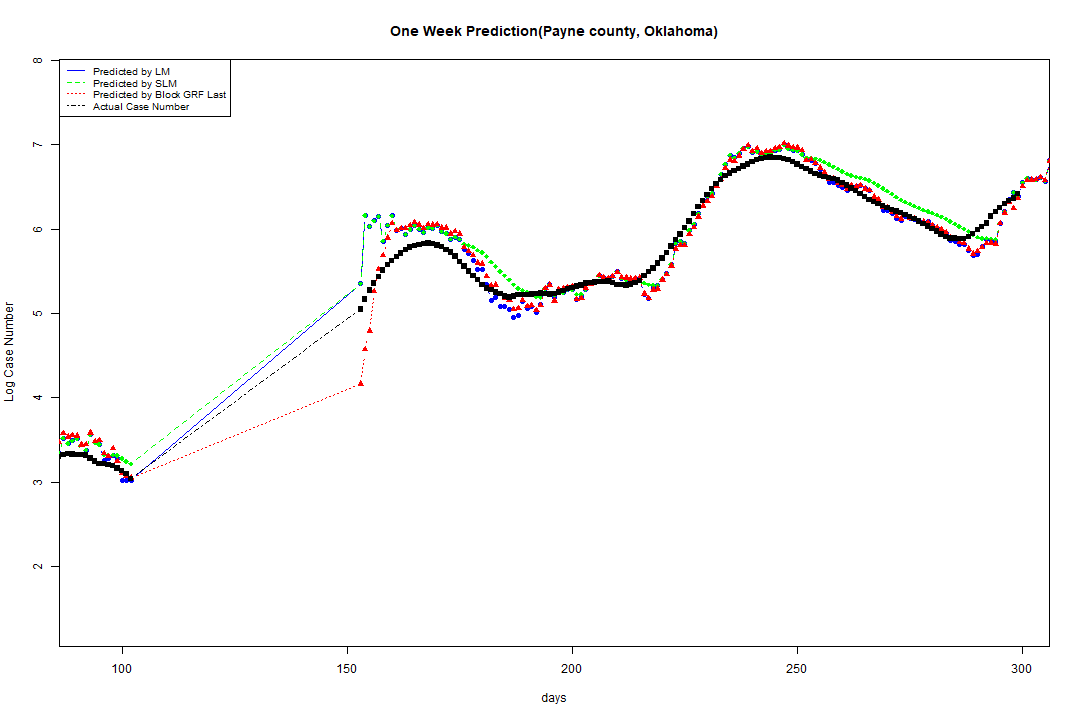 One Week Prediction(Payne county, Oklahoma)
Predicted by LM
Predicted by SLM
Predicted by Block GRF Last
Actual Case Number
8
7
6
5
4
3
2
Log Case Number
100 150 200 250 300
days